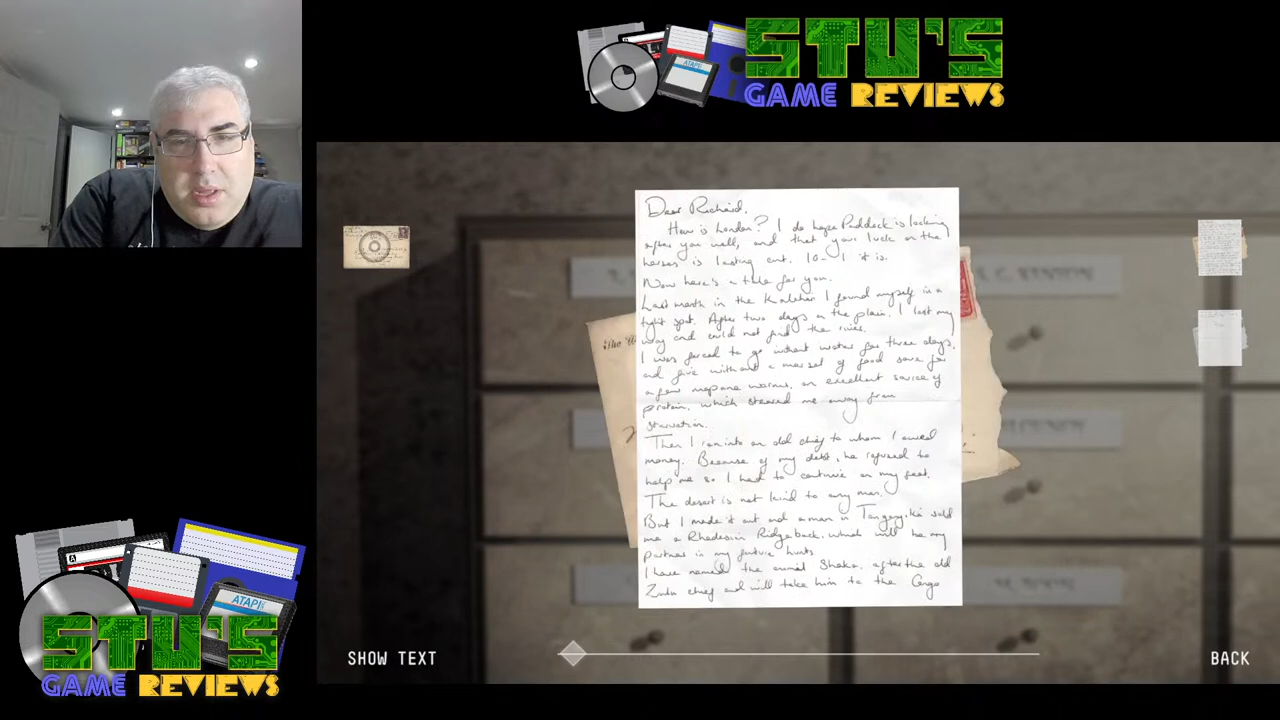 STU'S
GAME REVIEWS
Dear Richard,
How is London? I do hope Paddock is looking
after you well, and that your luck on the
horses is lasting out. 10-1 it is.
Now here's a tale for you.
Last month in the Kalahari I found myself in a
tight spot. After two days on the plain, I lost my
way and could not find the river.
I was forced to go without water for three days,
and five without a morsel of food save for
a few mopane worms, an excellent source of
protein, which steered me away from
starvation.
Then I ran into an old chief to whom I owed
money. Because of my debt, he refused to
help me so I had to continue on my feet.
The desert is not kind to any man.
But I made it out and a man in Tanganyika sold
me a Rhodesian Ridgeback, which will be my
partner in my future hunts
I have named the animal Shaka, after the old
Zulu chief and will take him to the Congo
SHOW TEXT
BACK
ATAPI
STU'S
GAME REVIEWS